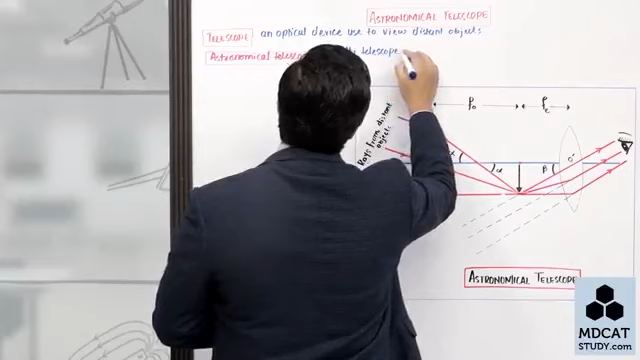 ASTRONOMICAL TELESCOPE
TELESCOPE an optical device use to view distant objects
Astronomical telescope telescope
fo fe
Rays from distant objects
α α β O'
ASTRONOMICAL TELESCOPE
MDCAT
STUDY.com